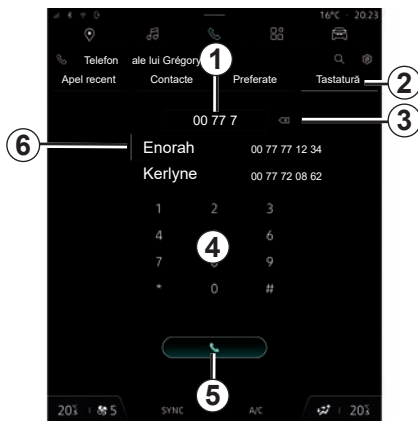 16°C - 20:23
Telefon ale lui Grégory
Apel recent Contacte Preferate Tastatură
1
2
00 77 7
3
6
Enorah 00 77 77 12 34
Kerlyne 00 77 72 08 62
1 2 3
4 6
4
7 9
* 0 #
5
5 SYNC A/C